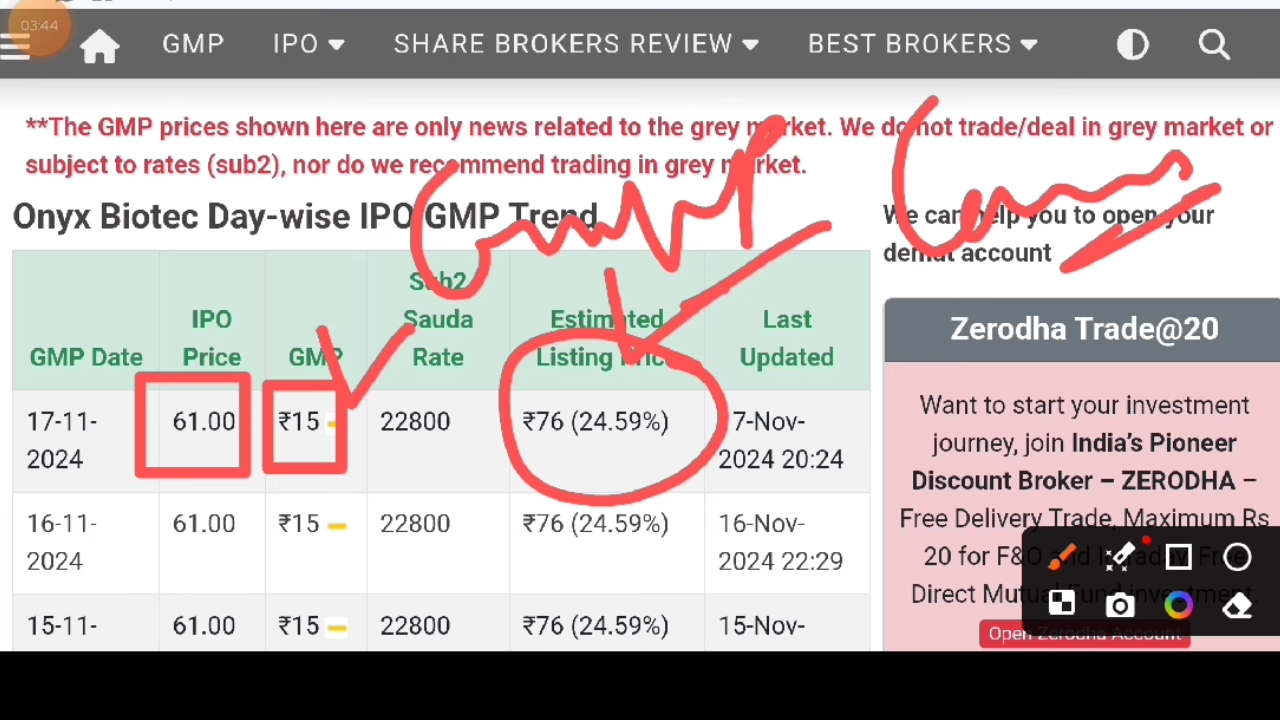 03:44
GMP IPO SHARE BROKERS REVIEW BEST BROKERS
**The GMP prices shown here are only news related to the grey market. We do not trade/deal in grey market or
subject to rates (sub2), nor do we recommend trading in grey market.
Onyx Biotec Day-wise IPO GMP Trend
GMP Date IPO Price GMP Sub2 Sauda Rate Estimated Listing Price Last Updated
17-11-2024 61.00 ₹15 22800 ₹76 (24.59%) 7-Nov-2024 20:24
16-11-2024 61.00 ₹15 22800 ₹76 (24.59%) 16-Nov-2024 22:29
15-11- 61.00 ₹15 22800 ₹76 (24.59%) 15-Nov-
We can help you to open your
demat account
Zerodha Trade@20
Want to start your investment
journey, join India's Pioneer
Discount Broker – ZERODHA –
Free Delivery Trade, Maximum Rs
20 for F&O and Intraday, Free
Direct Mutual Fund investment.
Open Zerodha Account